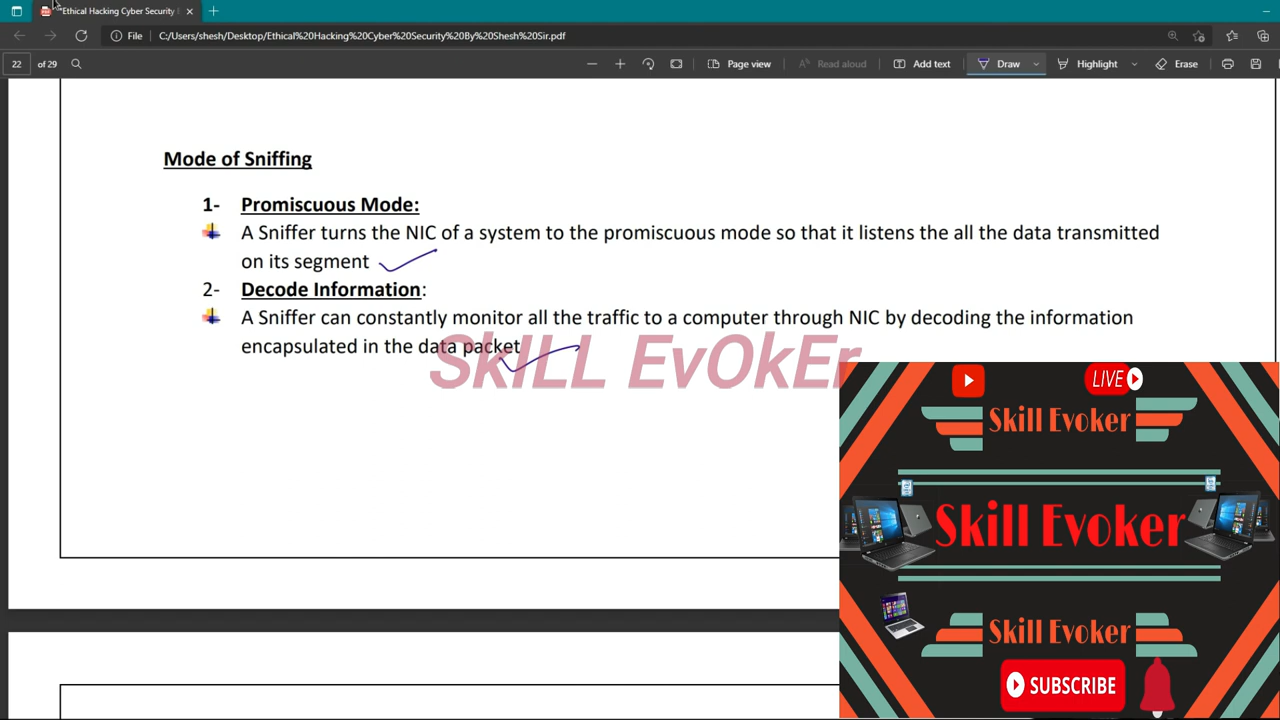 *Ethical Hacking Cyber Security
File
C:/Users/shesh/Desktop/Ethical%20Hacking%20Cyber%20Security%20By%20Shesh%20Sir.pdf
22 of 29
Page view
Read aloud
Add text
Draw
Highlight
Erase
Mode of Sniffing
1- Promiscuous Mode:
A Sniffer turns the NIC of a system to the promiscuous mode so that it listens the all the data transmitted
on its segment
2- Decode Information:
A Sniffer can constantly monitor all the traffic to a computer through NIC by decoding the information
encapsulated in the data packet
SkILL EvOkEr
LIVE
Skill Evoker
Skill Evoker
Skill Evoker
SUBSCRIBE